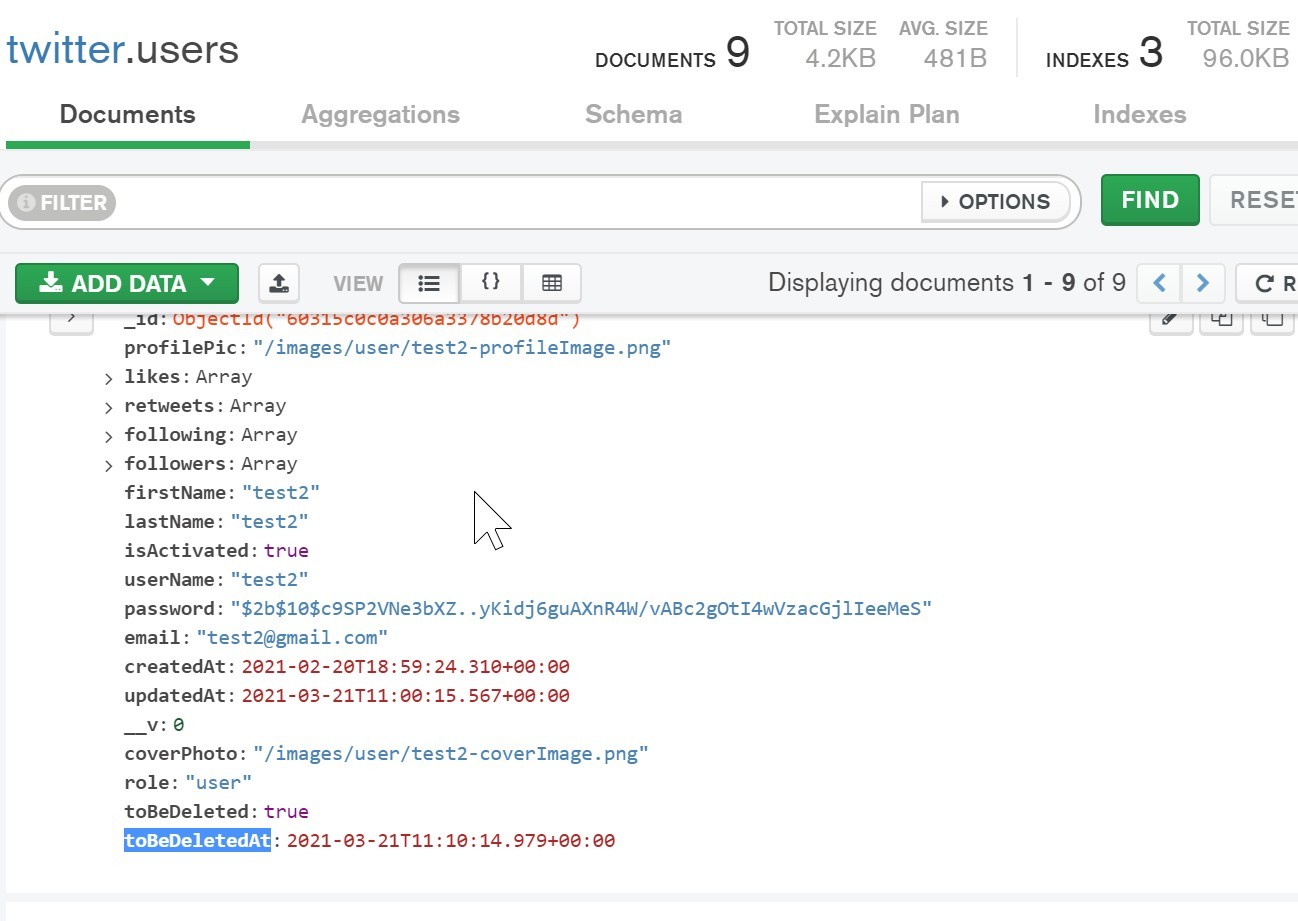 twitter.users
DOCUMENTS 9 TOTAL SIZE 4.2KB AVG. SIZE 481B INDEXES 3 TOTAL SIZE 96.0KB
Documents Aggregations Schema Explain Plan Indexes
FILTER OPTIONS FIND RESET
ADD DATA VIEW {} Displaying documents 1 - 9 of 9 R
_id: ObjectId("60315c0c0a306a3378b20d8d")
profilePic: "/images/user/test2-profileImage.png"
likes: Array
retweets: Array
following: Array
followers: Array
firstName: "test2"
lastName: "test2"
isActivated: true
userName: "test2"
password: "$2b$10$c9SP2VNe3bXZ..yKidj6guAXnR4W/vABc2gOtI4wVzacGjlIeeMeS"
email: "test2@gmail.com"
createdAt: 2021-02-20T18:59:24.310+00:00
updatedAt: 2021-03-21T11:00:15.567+00:00
__v: 0
coverPhoto: "/images/user/test2-coverImage.png"
role: "user"
toBeDeleted: true
toBeDeletedAt: 2021-03-21T11:10:14.979+00:00